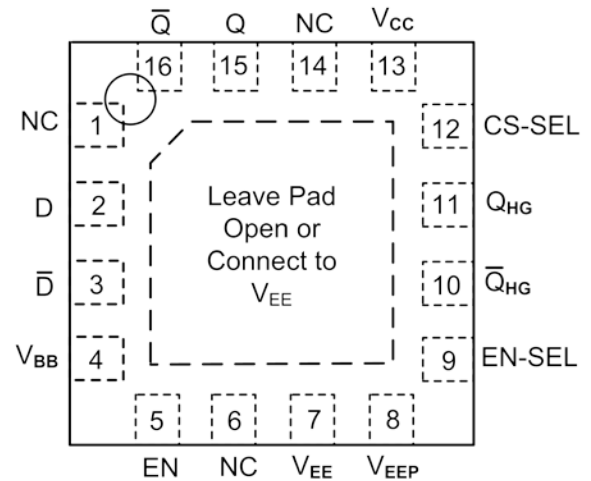 Q̅ Q NC VCC
16 15 14 13
NC 1 12 CS-SEL
D 2 11 QHG
D̅ 3 10 Q̅HG
VBB 4 9 EN-SEL
Leave Pad
Open or
Connect to
VEE
5 6 7 8
EN NC VEE VEEP